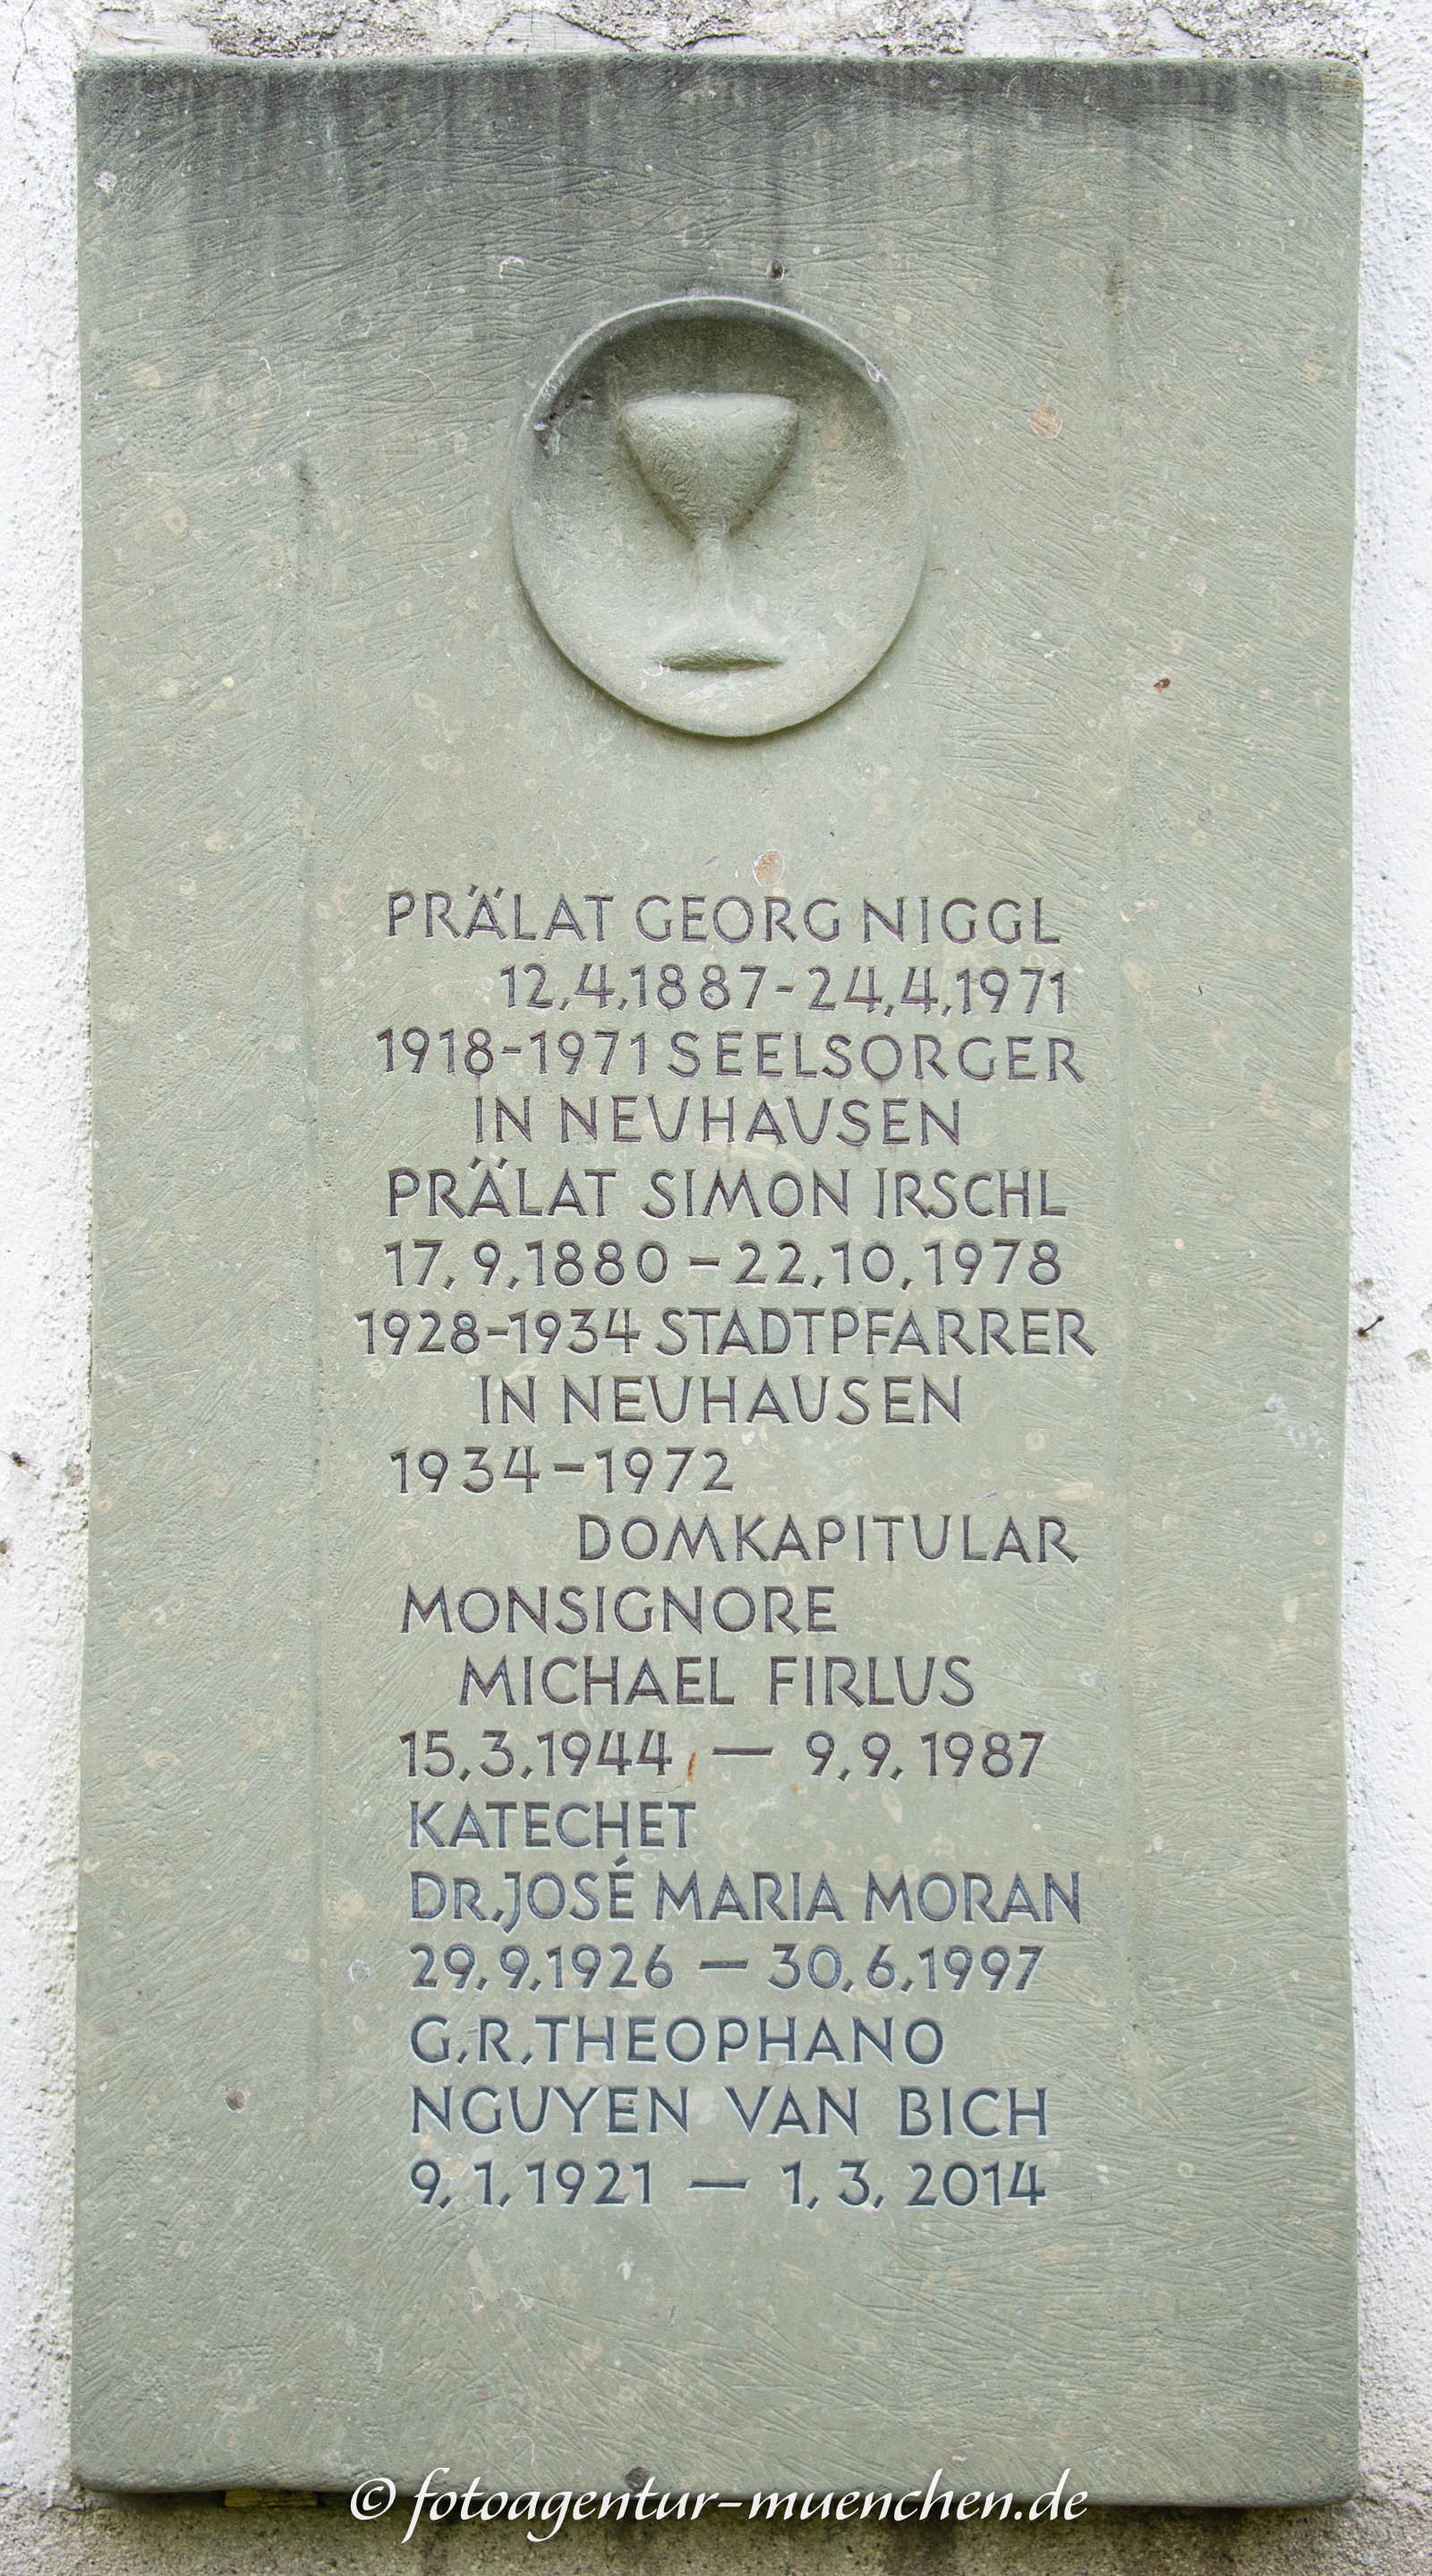 PRÄLAT GEORG NIGGL
12,4,1887-24,4,1971
1918-1971 SEELSORGER
IN NEUHAUSEN
PRÄLAT SIMON IRSCHL
17,9,1880 – 22,10,1978
1928-1934 STADTPFARRER
IN NEUHAUSEN
1934-1972
DOMKAPITULAR
MONSIGNORE
MICHAEL FIRLUS
15,3,1944 — 9,9,1987
KATECHET
DR,JOSÉ MARIA MORAN
29,9,1926 — 30,6,1997
G,R,THEOPHANO
NGUYEN VAN BICH
9,1,1921 — 1,3,2014
© fotoagentur-muenchen.de